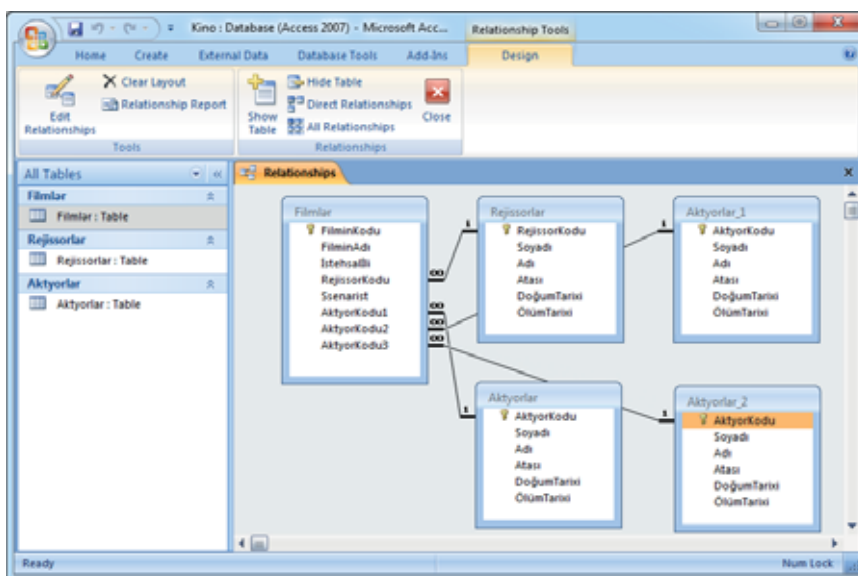 Kino : Database (Access 2007) - Microsoft Acc...
Relationship Tools
Home Create External Data Database Tools Add-Ins Design
Edit Relationships
Clear Layout
Relationship Report
Tools
Show Table
Hide Table
Direct Relationships
All Relationships
Close
Relationships
All Tables
Filmlər
Filmlər : Table
Rejissorlar
Rejissorlar : Table
Aktyorlar
Aktyorlar : Table
Relationships
Filmlər
FilminKodu
FilminAdı
İstehsalİli
RejissorKodu
Ssenarist
AktyorKodu1
AktyorKodu2
AktyorKodu3
Rejissorlar
RejissorKodu
Soyadı
Adı
Atası
DoğumTarixi
ÖlümTarixi
Aktyorlar_1
AktyorKodu
Soyadı
Adı
Atası
DoğumTarixi
ÖlümTarixi
Aktyorlar
AktyorKodu
Soyadı
Adı
Atası
DoğumTarixi
ÖlümTarixi
Aktyorlar_2
AktyorKodu
Soyadı
Adı
Atası
DoğumTarixi
ÖlümTarixi
1
∞
1
∞
∞
∞
1
1
Ready
Num Lock